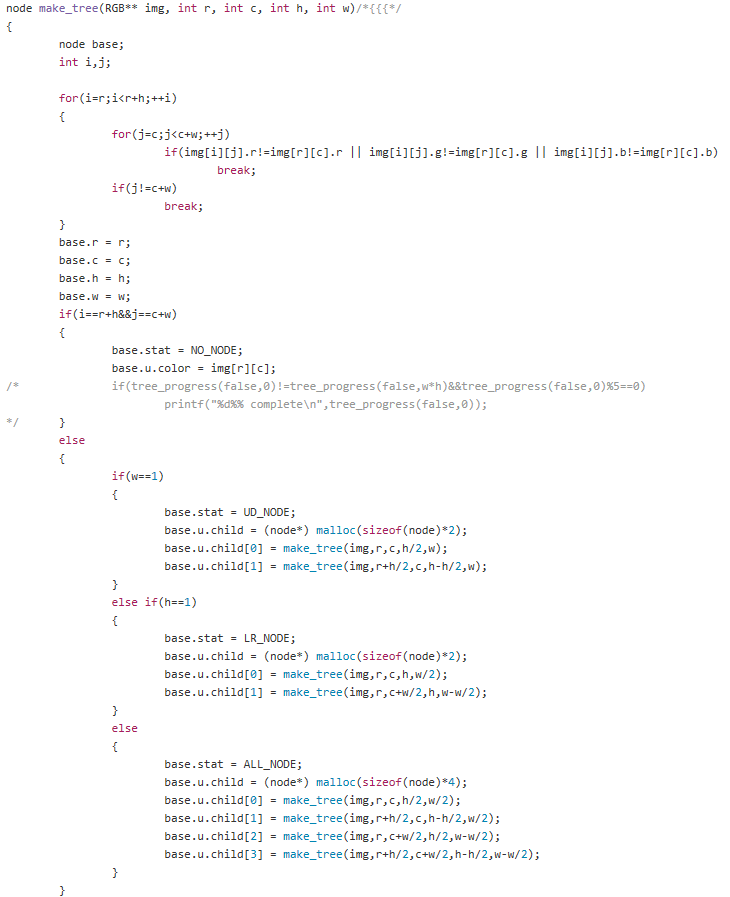 node make_tree(RGB** img, int r, int c, int h, int w)/*{{{*/
{
        node base;
        int i,j;

        for(i=r;i<r+h;++i)
        {
                for(j=c;j<c+w;++j)
                        if(img[i][j].r!=img[r][c].r || img[i][j].g!=img[r][c].g || img[i][j].b!=img[r][c].b)
                                break;
                if(j!=c+w)
                        break;
        }
        base.r = r;
        base.c = c;
        base.h = h;
        base.w = w;
        if(i==r+h&&j==c+w)
        {
                base.stat = NO_NODE;
                base.u.color = img[r][c];
/*              if(tree_progress(false,0)!=tree_progress(false,w*h)&&tree_progress(false,0)%5==0)
                        printf("%d%% complete\n",tree_progress(false,0));
*/      }
        else
        {
                if(w==1)
                {
                        base.stat = UD_NODE;
                        base.u.child = (node*) malloc(sizeof(node)*2);
                        base.u.child[0] = make_tree(img,r,c,h/2,w);
                        base.u.child[1] = make_tree(img,r+h/2,c,h-h/2,w);
                }
                else if(h==1)
                {
                        base.stat = LR_NODE;
                        base.u.child = (node*) malloc(sizeof(node)*2);
                        base.u.child[0] = make_tree(img,r,c,h,w/2);
                        base.u.child[1] = make_tree(img,r,c+w/2,h,w-w/2);
                }
                else
                {
                        base.stat = ALL_NODE;
                        base.u.child = (node*) malloc(sizeof(node)*4);
                        base.u.child[0] = make_tree(img,r,c,h/2,w/2);
                        base.u.child[1] = make_tree(img,r+h/2,c,h-h/2,w/2);
                        base.u.child[2] = make_tree(img,r,c+w/2,h/2,w-w/2);
                        base.u.child[3] = make_tree(img,r+h/2,c+w/2,h-h/2,w-w/2);
                }
        }